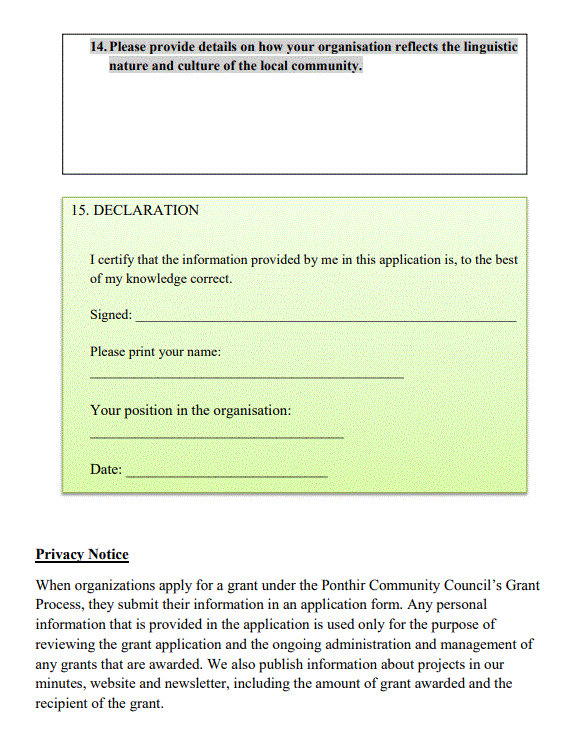 14. Please provide details on how your organisation reflects the linguistic
nature and culture of the local community.
15. DECLARATION
I certify that the information provided by me in this application is, to the best
of my knowledge correct.
Signed: ______________________________________________________
Please print your name:
_____________________________________________
Your position in the organisation:
__________________________________
Date: ___________________________
Privacy Notice
When organizations apply for a grant under the Ponthir Community Council’s Grant
Process, they submit their information in an application form. Any personal
information that is provided in the application is used only for the purpose of
reviewing the grant application and the ongoing administration and management of
any grants that are awarded. We also publish information about projects in our
minutes, website and newsletter, including the amount of grant awarded and the
recipient of the grant.